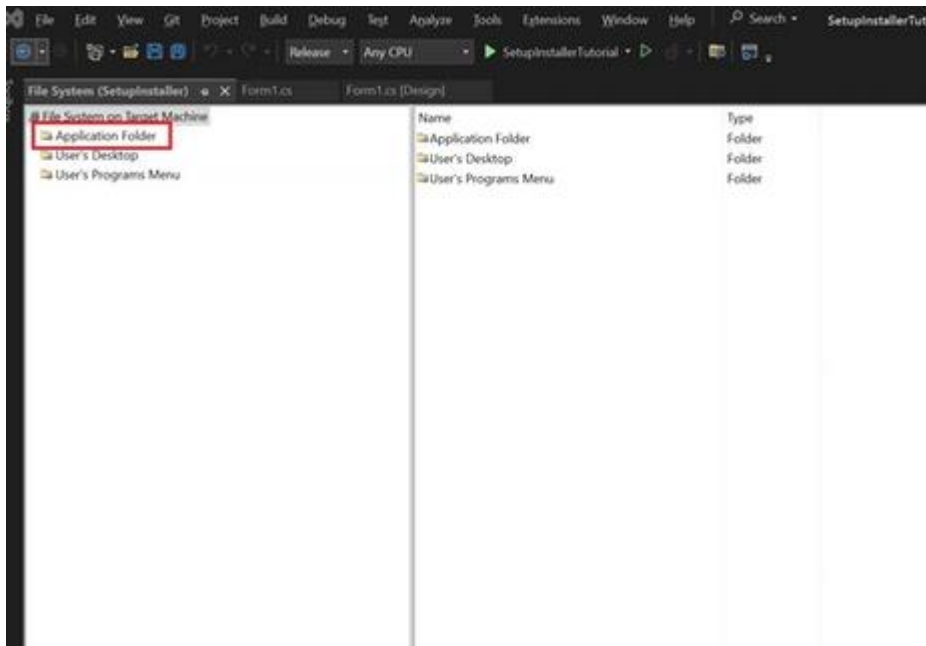 File Edit View Git Project Build Debug Test Analyze Tools Extensions Window Help Search SetupInstallerTut
Release Any CPU SetupInstallerTutorial
File System (SetupInstaller) Form1.cs Form1.cs [Design]
File System on Target Machine
Application Folder
User's Desktop
User's Programs Menu
Name Type
Application Folder Folder
User's Desktop Folder
User's Programs Menu Folder